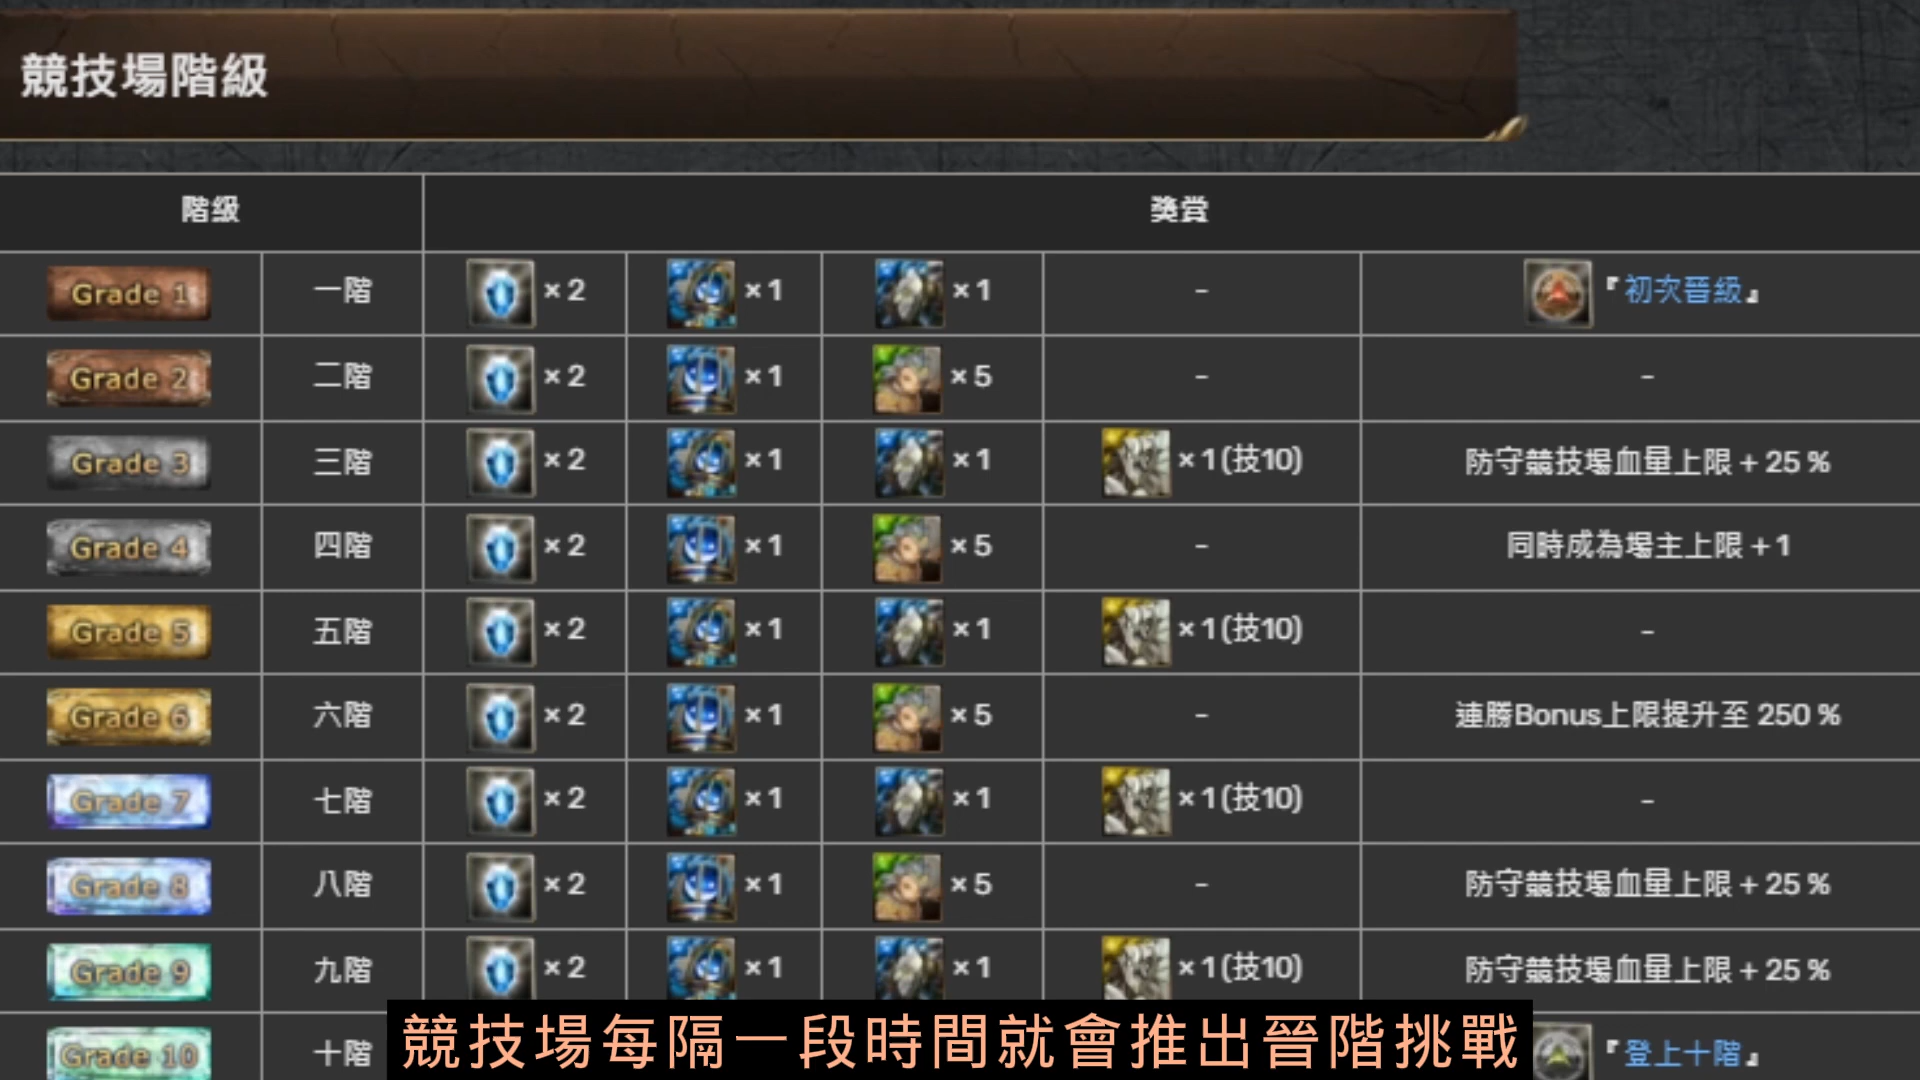 競技場階級
階級 獎賞
Grade 1 一階 ×2 ×1 ×1 - 『初次晉級』
Grade 2 二階 ×2 ×1 ×5 - -
Grade 3 三階 ×2 ×1 ×1 ×1(技10) 防守競技場血量上限+25%
Grade 4 四階 ×2 ×1 ×5 - 同時成為場主上限+1
Grade 5 五階 ×2 ×1 ×1 ×1(技10) -
Grade 6 六階 ×2 ×1 ×5 - 連勝Bonus上限提升至 250%
Grade 7 七階 ×2 ×1 ×1 ×1(技10) -
Grade 8 八階 ×2 ×1 ×5 - 防守競技場血量上限+25%
Grade 9 九階 ×2 ×1 ×1 ×1(技10) 防守競技場血量上限+25%
Grade 10 十階 『登上十階』
競技場每隔一段時間就會推出晉階挑戰